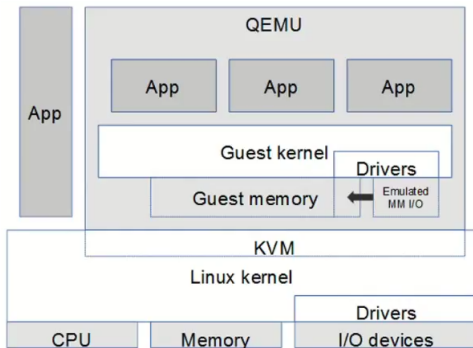 QEMU
App
App
App
App
Guest kernel
Drivers
Guest memory
Emulated
MM I/O
KVM
Linux kernel
Drivers
CPU
Memory
I/O devices